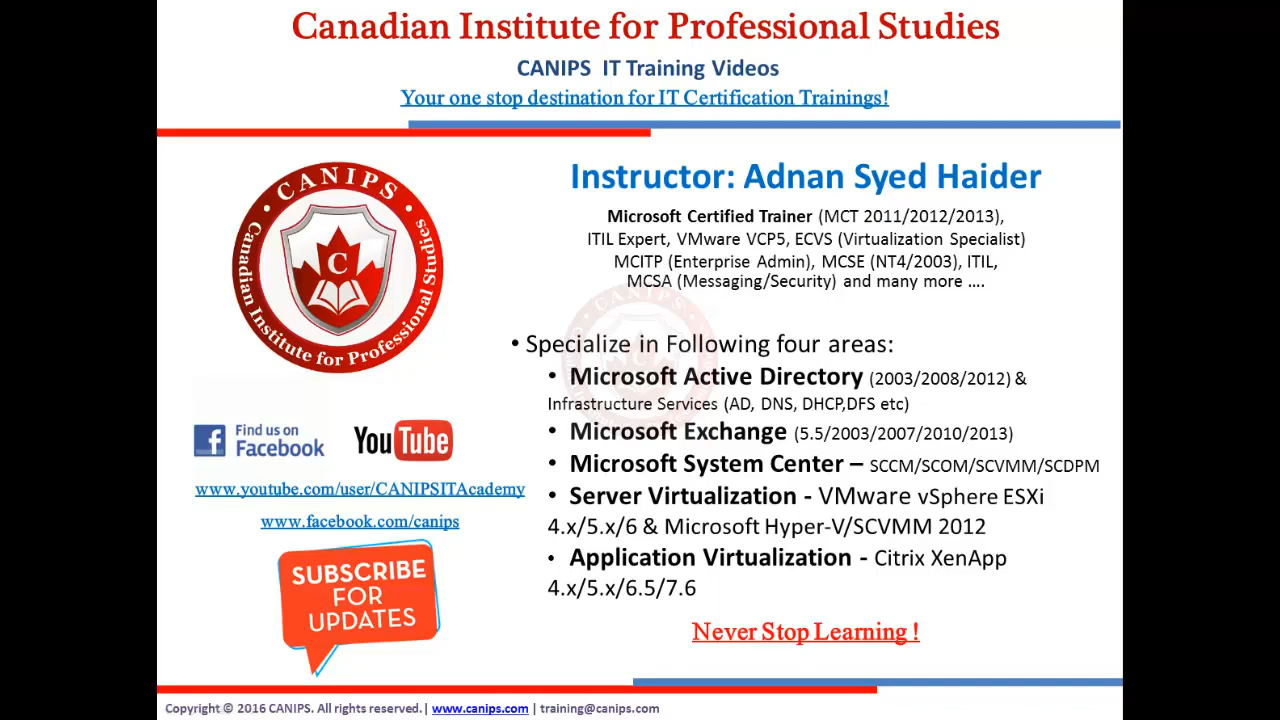 Canadian Institute for Professional Studies
CANIPS IT Training Videos
Your one stop destination for IT Certification Trainings!
CANIPS
Canadian Institute for Professional Studies
C
Find us on
Facebook
YouTube
www.youtube.com/user/CANIPSITAcademy
www.facebook.com/canips
SUBSCRIBE
FOR
UPDATES
Instructor: Adnan Syed Haider
Microsoft Certified Trainer (MCT 2011/2012/2013),
ITIL Expert, VMware VCP5, ECVS (Virtualization Specialist)
MCITP (Enterprise Admin), MCSE (NT4/2003), ITIL,
MCSA (Messaging/Security) and many more ....
CANIPS
C
• Specialize in Following four areas:
• Microsoft Active Directory (2003/2008/2012) &
Infrastructure Services (AD, DNS, DHCP,DFS etc)
• Microsoft Exchange (5.5/2003/2007/2010/2013)
• Microsoft System Center – SCCM/SCOM/SCVMM/SCDPM
• Server Virtualization - VMware vSphere ESXi
4.x/5.x/6 & Microsoft Hyper-V/SCVMM 2012
• Application Virtualization - Citrix XenApp
4.x/5.x/6.5/7.6
Never Stop Learning !
Copyright © 2016 CANIPS. All rights reserved.| www.canips.com | training@canips.com